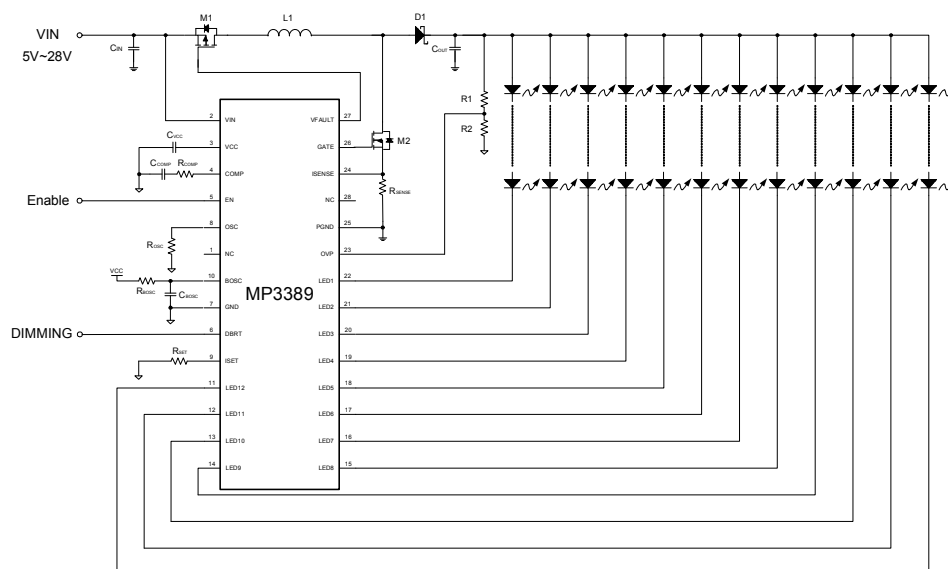 M1
L1
D1
VIN
5V~28V
CIN
COUT
R1
R2
2 VIN
VFAULT 27
CVCC
3 VCC
GATE 26
M2
CCOMP RCOMP
4 COMP
ISENSE 24
RSENSE
Enable
5 EN
NC 28
8 OSC
PGND 25
ROSC
1 NC
OVP 23
VCC
RBOSC
CBOSC
10 BOSC
LED1 22
MP3389
7 GND
LED2 21
DIMMING
6 DBRT
LED3 20
RSET
9 ISET
LED4 19
11 LED12
LED5 18
12 LED11
LED6 17
13 LED10
LED7 16
14 LED9
LED8 15